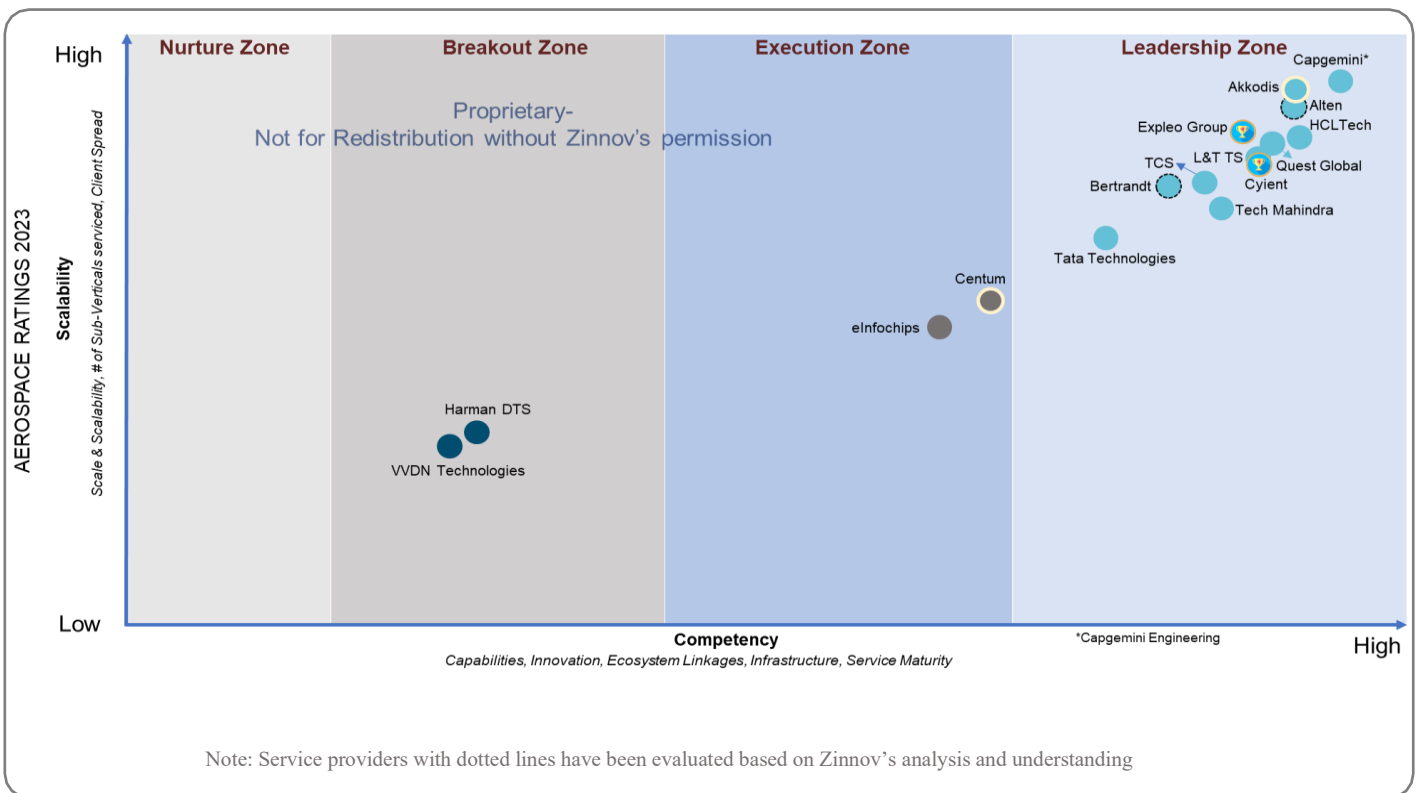 Nurture Zone
Breakout Zone
Execution Zone
Leadership Zone
High
Capgemini*
Akkodis
Alten
Proprietary-
Not for Redistribution without Zinnov's permission
Expleo Group
HCLTech
TCS
L&T TS
Quest Global
Bertrandt
Cyient
Tech Mahindra
Tata Technologies
AEROSPACE RATINGS 2023
Scalability
Scale & Scalability, # of Sub-Verticals serviced, Client Spread
Centum
eInfochips
Harman DTS
VVDN Technologies
Low
Competency
*Capgemini Engineering
High
Capabilities, Innovation, Ecosystem Linkages, Infrastructure, Service Maturity
Note: Service providers with dotted lines have been evaluated based on Zinnov's analysis and understanding